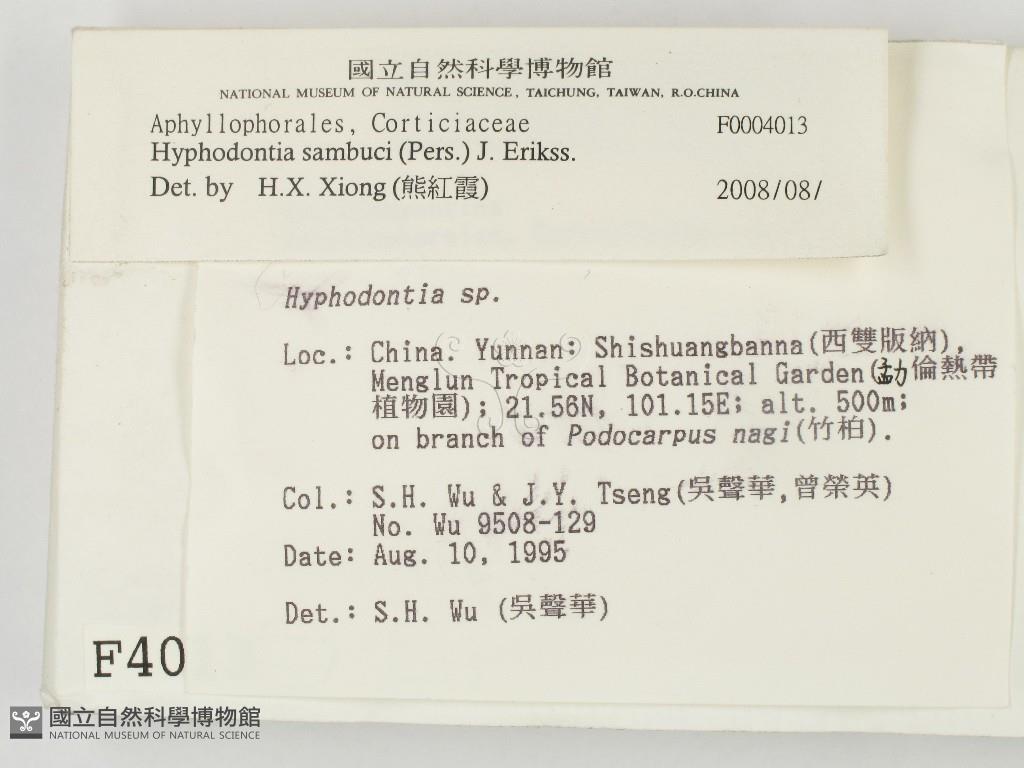 國立自然科學博物館
NATIONAL MUSEUM OF NATURAL SCIENCE, TAICHUNG, TAIWAN, R.O.CHINA
Aphyllophorales, Corticiaceae F0004013
Hyphodontia sambuci (Pers.) J. Erikss.
Det. by H.X. Xiong (熊紅霞) 2008/08/
Hyphodontia sp.
Loc.: China. Yunnan: Shishuangbanna(西雙版納),
Menglun Tropical Botanical Garden(勐倫熱帶
植物園); 21.56N, 101.15E; alt. 500m;
on branch of Podocarpus nagi(竹柏).
Col.: S.H. Wu & J.Y. Tseng(吳聲華,曾榮英)
No. Wu 9508-129
Date: Aug. 10, 1995
Det.: S.H. Wu (吳聲華)
F40
國立自然科學博物館
NATIONAL MUSEUM OF NATURAL SCIENCE